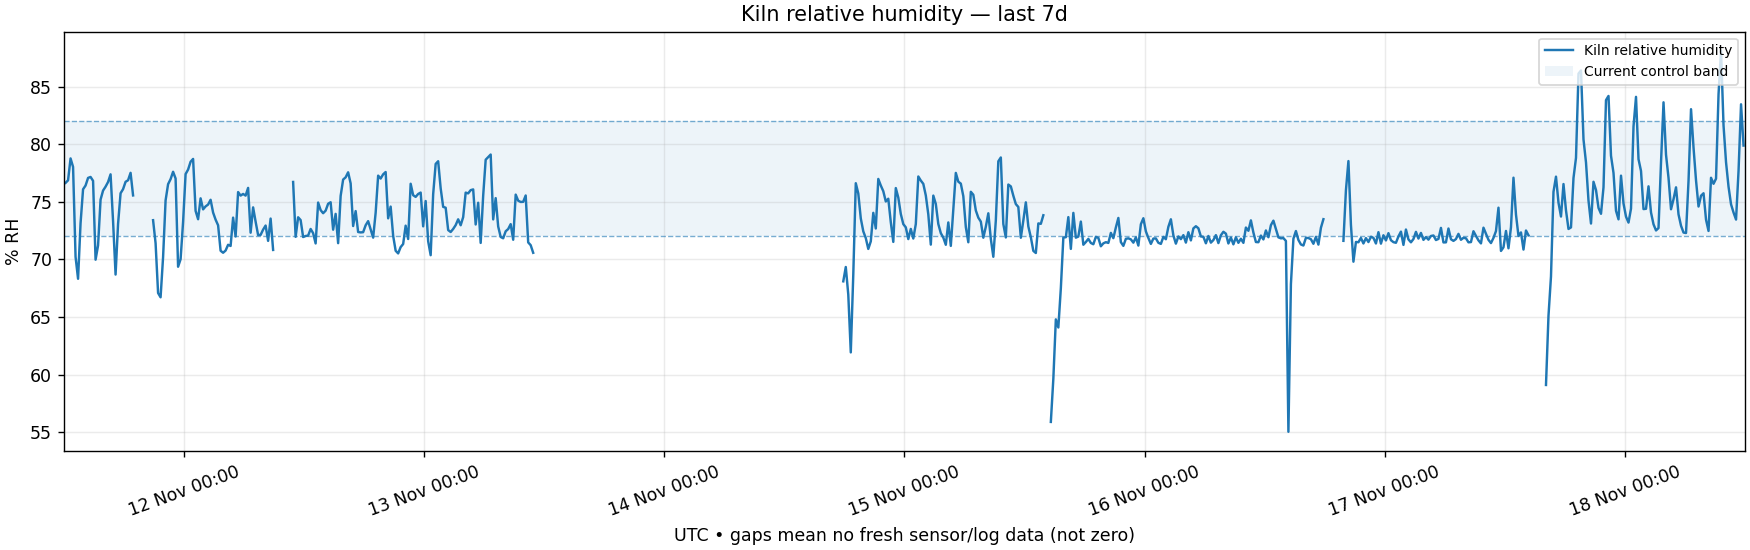 Kiln relative humidity — last 7d
Kiln relative humidity
Current control band
% RH
85
80
75
70
65
60
55
12 Nov 00:00
13 Nov 00:00
14 Nov 00:00
15 Nov 00:00
16 Nov 00:00
17 Nov 00:00
18 Nov 00:00
UTC • gaps mean no fresh sensor/log data (not zero)